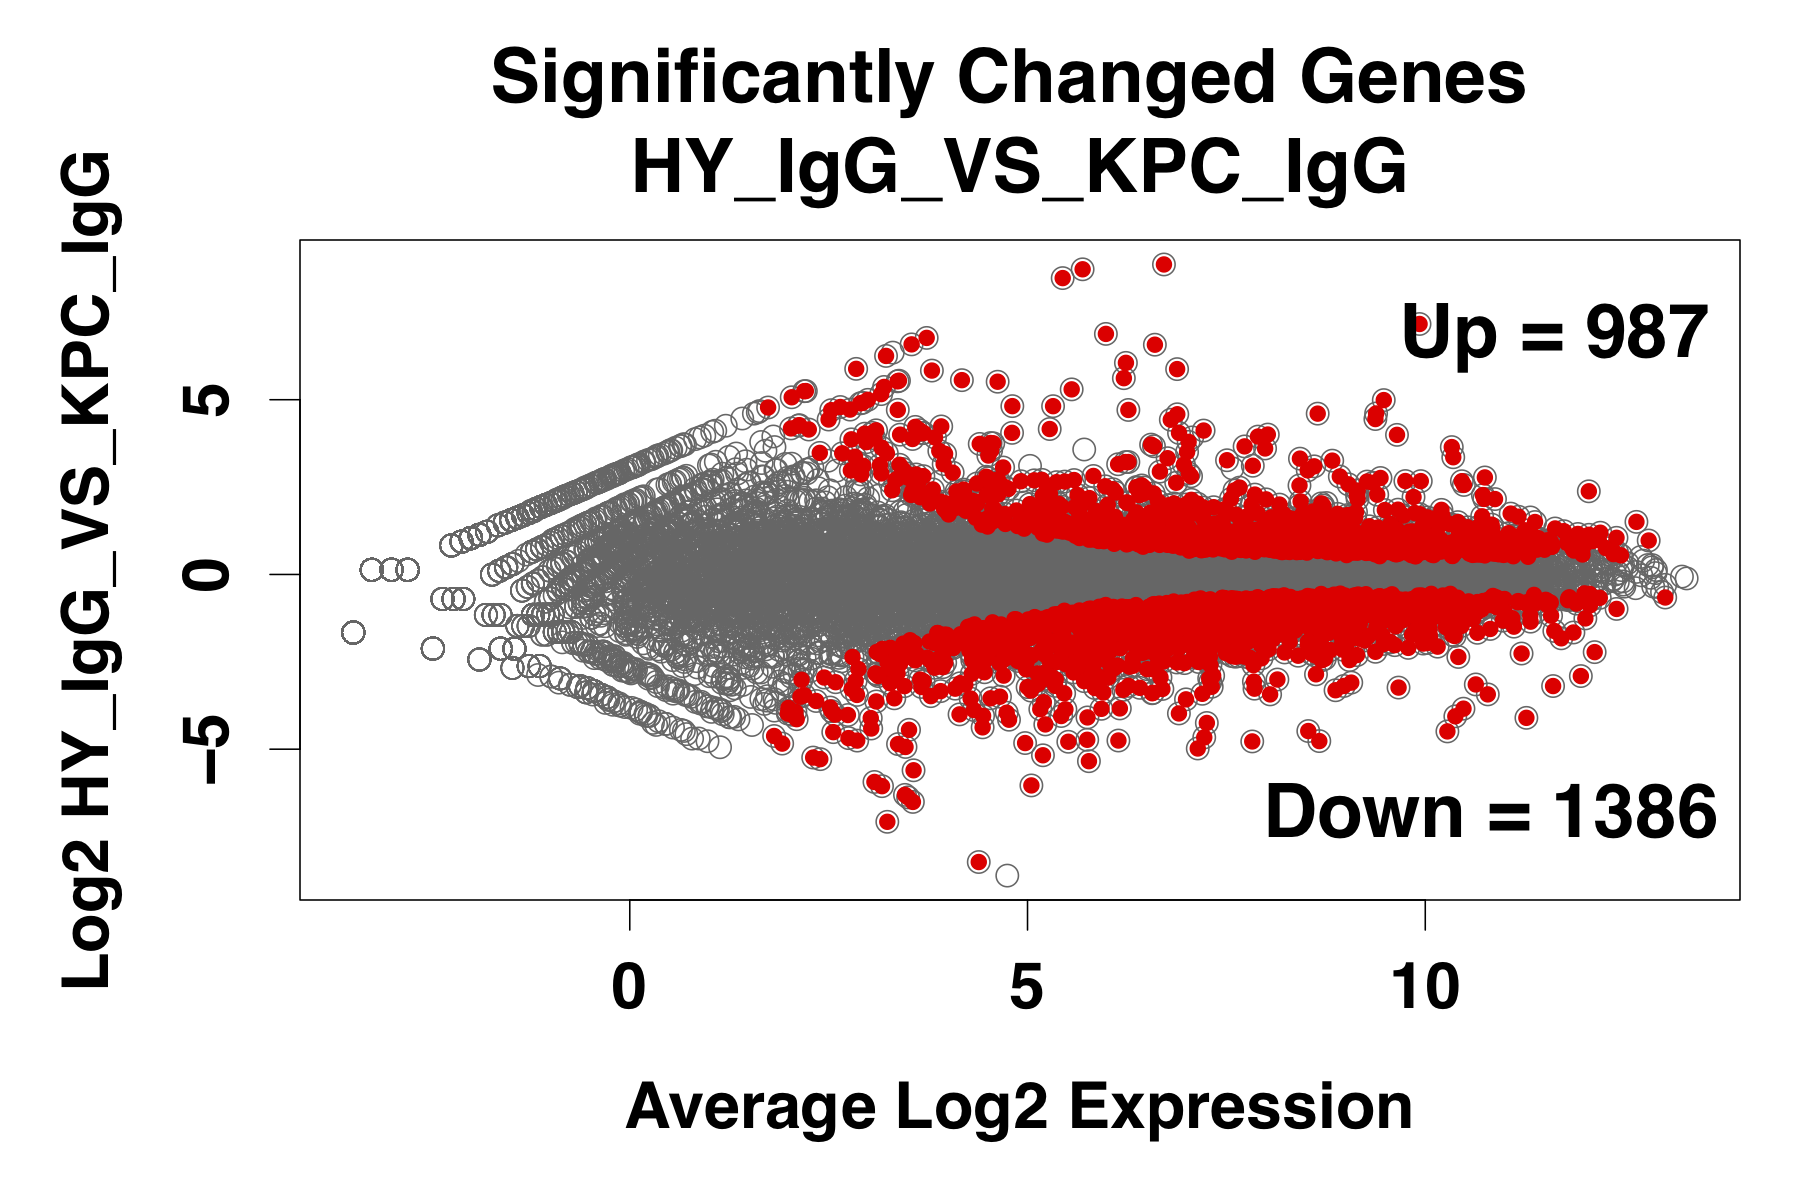 Significantly Changed Genes
HY_IgG_VS_KPC_IgG
Log2 HY_IgG_VS_KPC_IgG
5
0
−5
Up = 987
Down = 1386
0 5 10
Average Log2 Expression